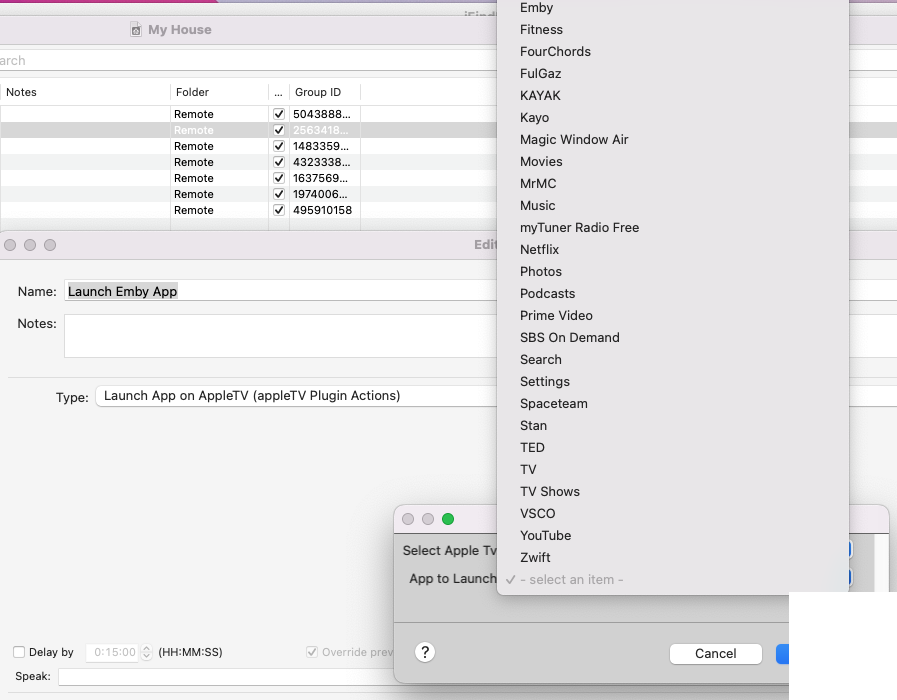 My House
arch
Notes Folder ... Group ID
Remote 5043888...
Remote 2563418...
Remote 1483359...
Remote 4323338...
Remote 1637569...
Remote 1974006...
Remote 495910158
Edit
Name: Launch Emby App
Notes:
Type: Launch App on AppleTV (appleTV Plugin Actions)
Emby
Fitness
FourChords
FulGaz
KAYAK
Kayo
Magic Window Air
Movies
MrMC
Music
myTuner Radio Free
Netflix
Photos
Podcasts
Prime Video
SBS On Demand
Search
Settings
Spaceteam
Stan
TED
TV
TV Shows
VSCO
YouTube
Zwift
- select an item -
Select Apple Tv
App to Launch
? Cancel
Delay by 0:15:00 (HH:MM:SS) Override prev
Speak: